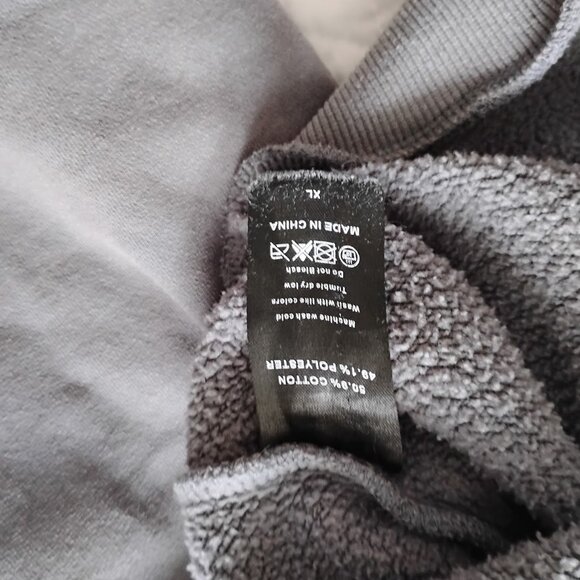 50.9% COTTON
49.1% POLYESTER
Machine wash cold
Wash with like colors
Tumble dry low
Do not Bleach
MADE IN CHINA
XL